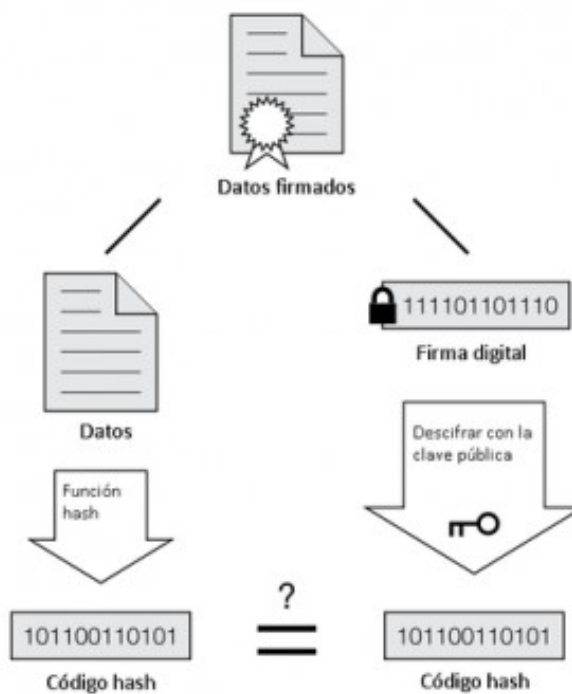 Datos firmados
111101101110
Firma digital
Datos
Descifrar con la
clave pública
Función
hash
?
101100110101
101100110101
Código hash
Código hash